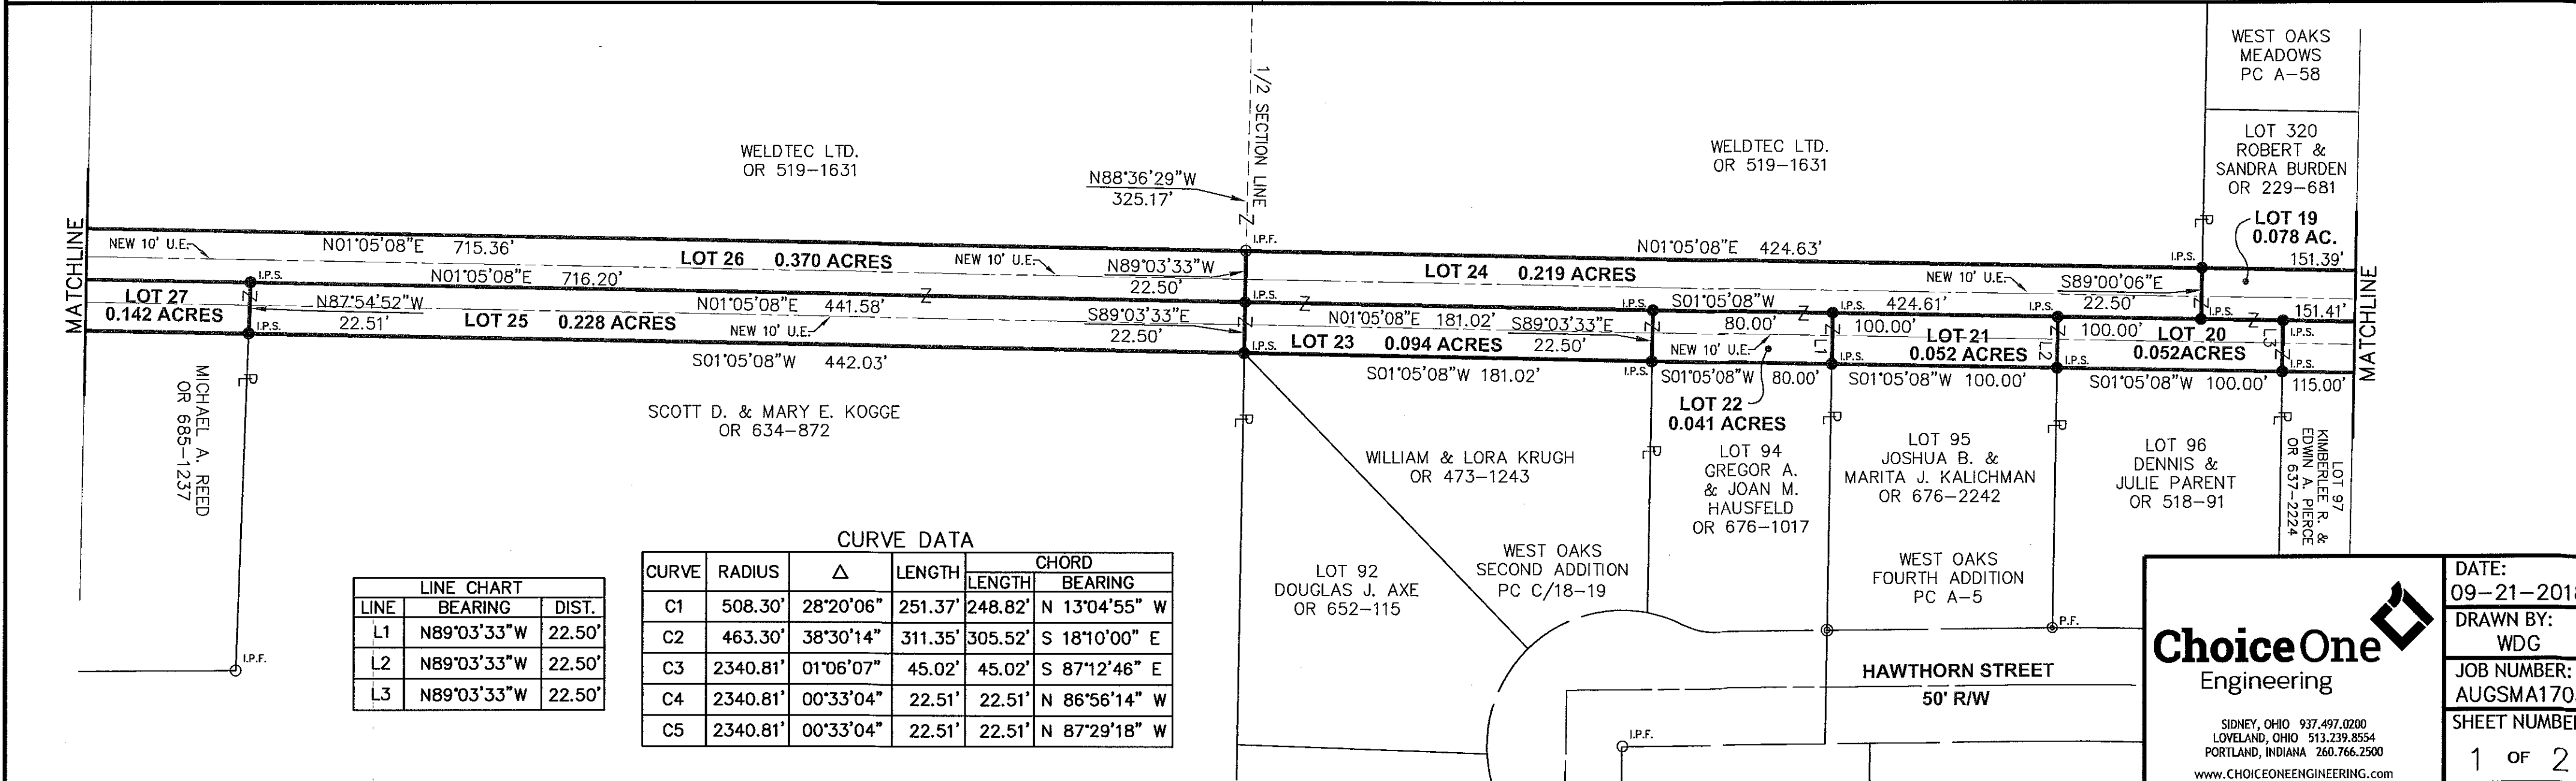 WEST OAKS
MEADOWS
PC A-58
LOT 320
ROBERT &
SANDRA BURDEN
OR 229-681
LOT 19
0.078 AC.
151.39'
151.41'
1/2 SECTION LINE
WELDTEC LTD.
OR 519-1631
WELDTEC LTD.
OR 519-1631
N88°36'29"W
325.17'
MATCHLINE
MATCHLINE
NEW 10' U.E.
N01°05'08"E 715.36'
LOT 26 0.370 ACRES
NEW 10' U.E.
N89°03'33"W
22.50'
I.P.F.
N01°05'08"E 424.63'
LOT 24 0.219 ACRES
NEW 10' U.E.
S89°00'06"E
22.50'
I.P.S.
I.P.S.
N01°05'08"E 716.20'
LOT 27
0.142 ACRES
I.P.S.
N87°54'52"W
22.51'
I.P.S.
LOT 25 0.228 ACRES
N01°05'08"E 441.58'
NEW 10' U.E.
S89°03'33"E
22.50'
I.P.S.
I.P.S.
S01°05'08"W 442.03'
N01°05'08"E 181.02'
LOT 23 0.094 ACRES
S89°03'33"E
22.50'
I.P.S.
I.P.S.
S01°05'08"W 181.02'
S01°05'08"W 424.61'
80.00'
NEW 10' U.E.
I.P.S.
I.P.S.
L1
S01°05'08"W 80.00'
LOT 22
0.041 ACRES
100.00'
LOT 21
0.052 ACRES
I.P.S.
L2
S01°05'08"W 100.00'
100.00'
LOT 20
0.052ACRES
L3
I.P.S.
I.P.S.
S01°05'08"W 100.00'
115.00'
MICHAEL A. REED
OR 685-1237
SCOTT D. & MARY E. KOGGE
OR 634-872
WILLIAM & LORA KRUGH
OR 473-1243
LOT 94
GREGOR A.
& JOAN M.
HAUSFELD
OR 676-1017
LOT 95
JOSHUA B. &
MARITA J. KALICHMAN
OR 676-2242
LOT 96
DENNIS &
JULIE PARENT
OR 518-91
LOT 97
KIMBERLEE R. &
EDWIN A. PIERCE
OR 637-2224
LOT 92
DOUGLAS J. AXE
OR 652-115
WEST OAKS
SECOND ADDITION
PC C/18-19
WEST OAKS
FOURTH ADDITION
PC A-5
I.P.F.
P.F.
I.P.F.
HAWTHORN STREET
50' R/W
LINE CHART
LINE BEARING DIST.
L1 N89°03'33"W 22.50'
L2 N89°03'33"W 22.50'
L3 N89°03'33"W 22.50'
CURVE DATA
CURVE RADIUS Δ LENGTH CHORD
LENGTH BEARING
C1 508.30' 28°20'06" 251.37' 248.82' N 13°04'55" W
C2 463.30' 38°30'14" 311.35' 305.52' S 18°10'00" E
C3 2340.81' 01°06'07" 45.02' 45.02' S 87°12'46" E
C4 2340.81' 00°33'04" 22.51' 22.51' N 86°56'14" W
C5 2340.81' 00°33'04" 22.51' 22.51' N 87°29'18" W
ChoiceOne
Engineering
SIDNEY, OHIO 937.497.0200
LOVELAND, OHIO 513.239.8554
PORTLAND, INDIANA 260.766.2500
www.CHOICEONEENGINEERING.com
DATE:
09-21-2018
DRAWN BY:
WDG
JOB NUMBER:
AUGSMA170
SHEET NUMBER
1 OF 2